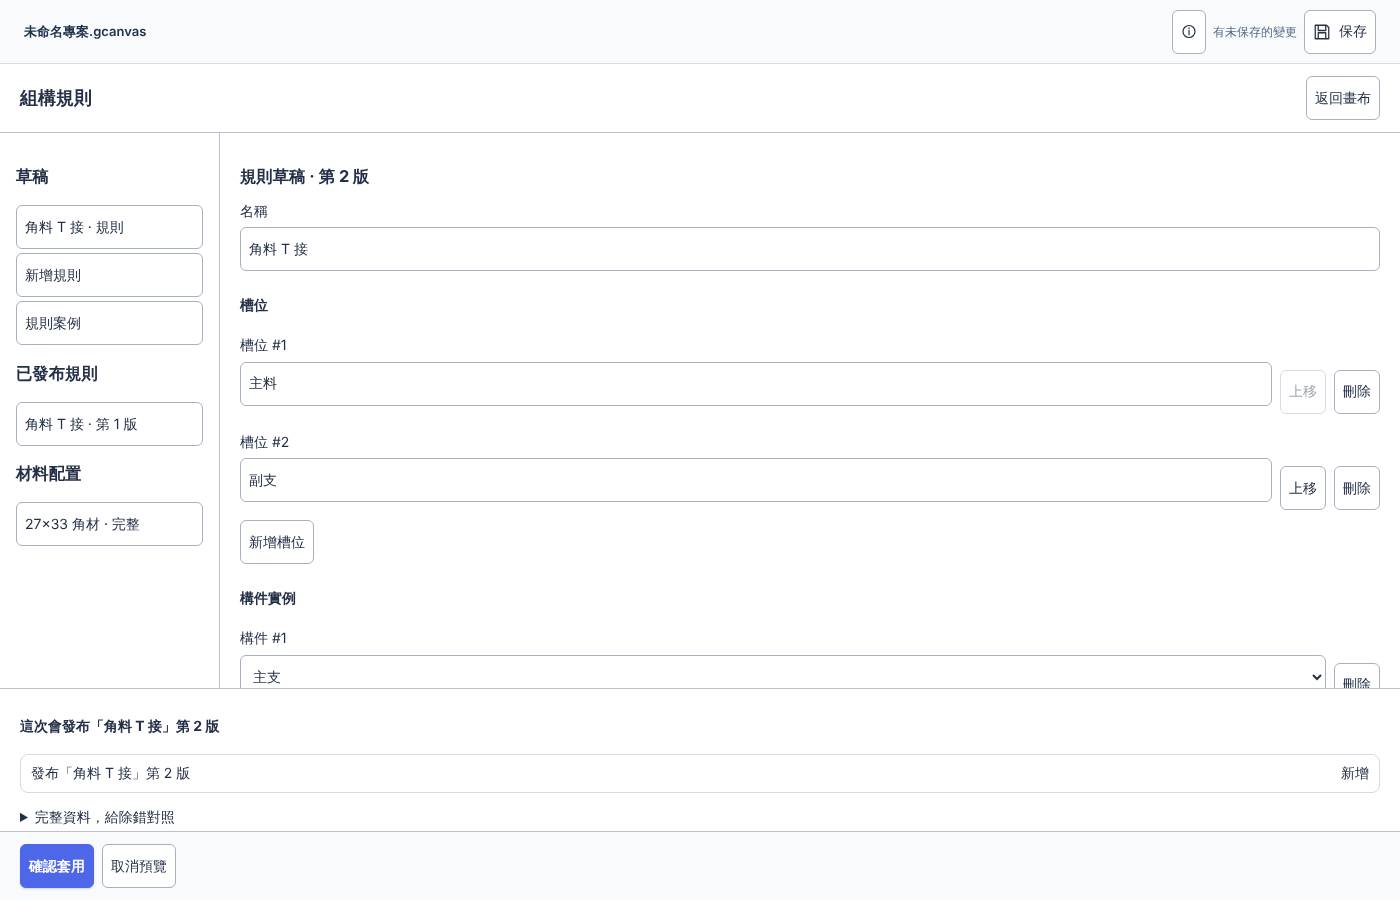 未命名專案.gcanvas
有未保存的變更
保存
組構規則
返回畫布
草稿
角料 T 接 · 規則
新增規則
規則案例
已發布規則
角料 T 接 · 第 1 版
材料配置
27×33 角材 · 完整
規則草稿 · 第 2 版
名稱
角料 T 接
槽位
槽位 #1
主料
上移
刪除
槽位 #2
副支
上移
刪除
新增槽位
構件實例
構件 #1
主支
刪除
這次會發布「角料 T 接」第 2 版
發布「角料 T 接」第 2 版
新增
完整資料，給除錯對照
確認套用
取消預覽